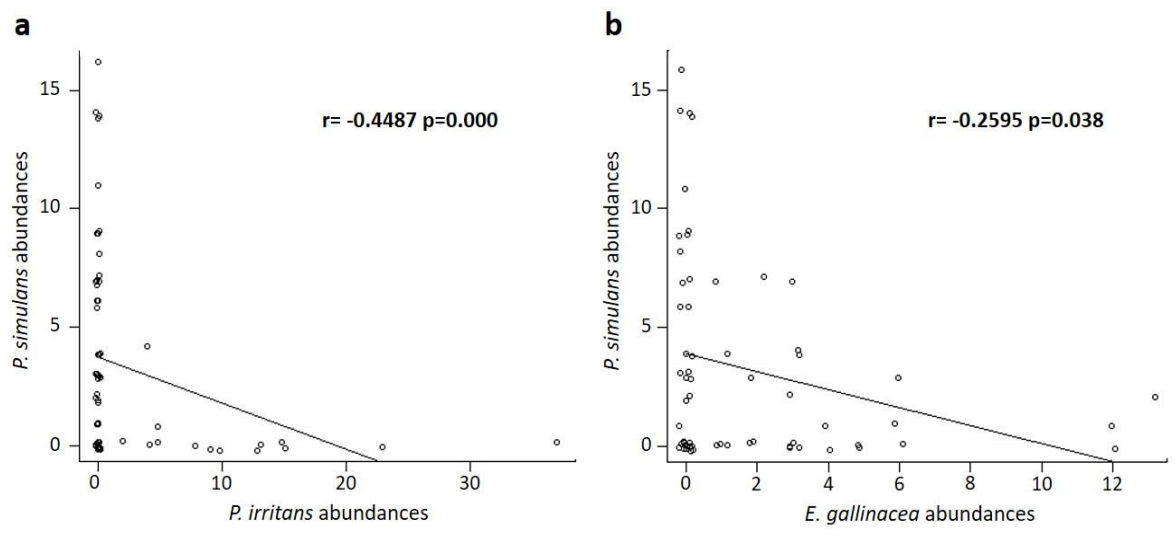 a
r= -0.4487 p=0.000
P. simulans abundances
15
10
5
0
0 10 20 30
P. irritans abundances
b
r= -0.2595 p=0.038
P. simulans abundances
15
10
5
0
0 2 4 6 8 10 12
E. gallinacea abundances